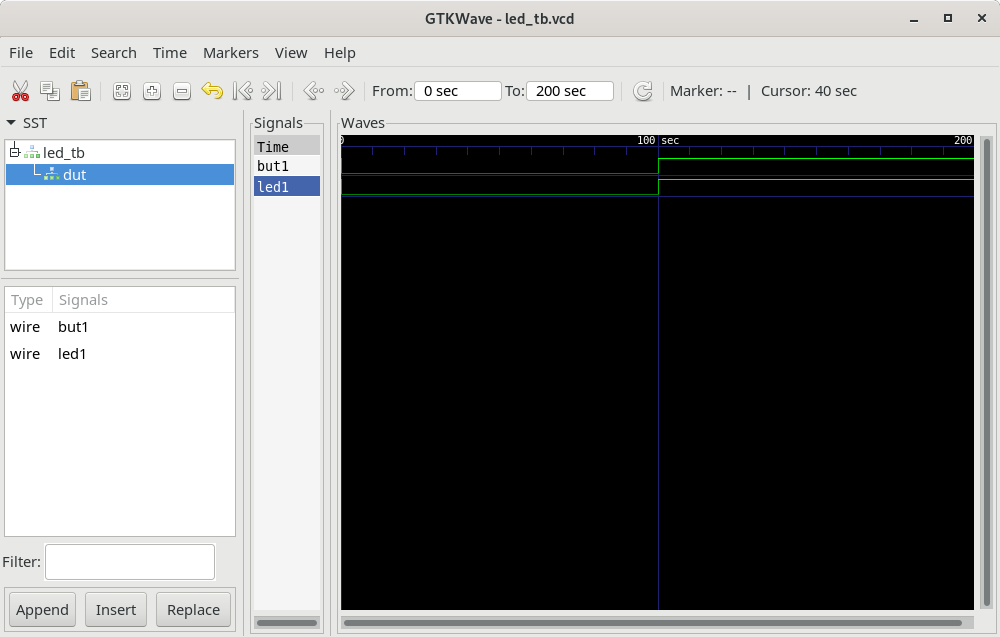 GTKWave - led_tb.vcd
File Edit Search Time Markers View Help
From: 0 sec To: 200 sec Marker: -- | Cursor: 40 sec
SST
led_tb
dut
Type Signals
wire but1
wire led1
Filter:
Append Insert Replace
Signals
Time
but1
led1
Waves
0 100 sec 200